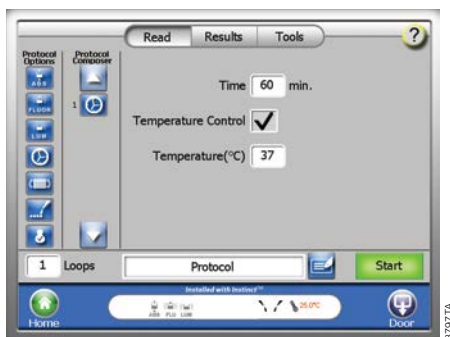 Read Results Tools ?
Protocol Options
Protocol Composer
ABS
FLUOR
LUM
1
Time 60 min.
Temperature Control
Temperature(°C) 37
1 Loops Protocol Start
Installed with Instinct™
ABS FLU LUM
25.0°C
Home
Door